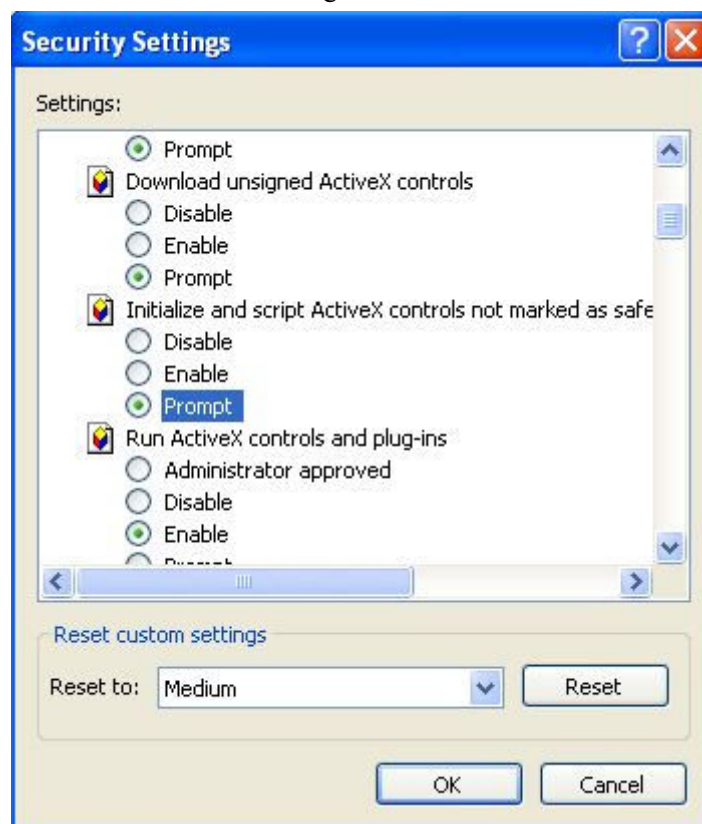 Security Settings
Settings:
Prompt
Download unsigned ActiveX controls
Disable
Enable
Prompt
Initialize and script ActiveX controls not marked as safe
Disable
Enable
Prompt
Run ActiveX controls and plug-ins
Administrator approved
Disable
Enable
Reset custom settings
Reset to: Medium Reset
OK Cancel